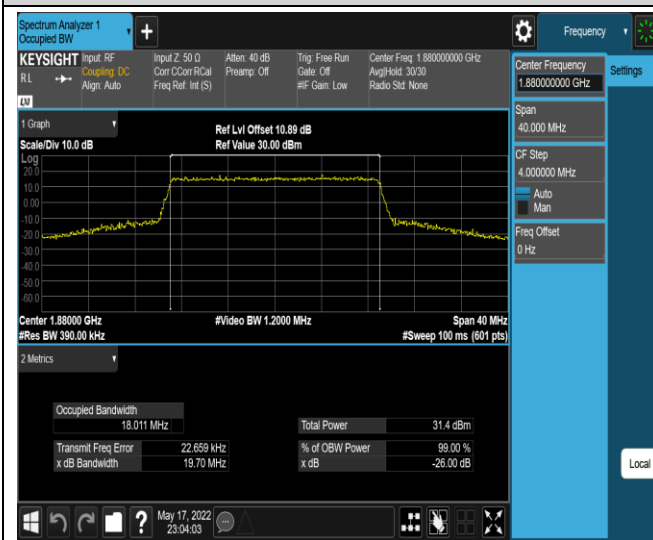 Spectrum Analyzer 1
Occupied BW
Frequency
KEYSIGHT
RL
Input: RF
Coupling: DC
Align: Auto
Input Z: 50 Ω
Corr CCorr RCal
Freq Ref: Int (S)
Atten: 40 dB
Preamp: Off
Trig: Free Run
Gate: Off
#IF Gain: Low
Center Freq: 1.880000000 GHz
Avg|Hold: 30/30
Radio Std: None
LXI
Center Frequency
1.880000000 GHz
Settings
Span
40.000 MHz
CF Step
4.000000 MHz
Auto
Man
Freq Offset
0 Hz
1 Graph
Scale/Div 10.0 dB
Ref Lvl Offset 10.89 dB
Ref Value 30.00 dBm
Log
20.0
10.0
0.00
-10.0
-20.0
-30.0
-40.0
-50.0
-60.0
Center 1.88000 GHz
#Res BW 390.00 kHz
#Video BW 1.2000 MHz
Span 40 MHz
#Sweep 100 ms (601 pts)
2 Metrics
Occupied Bandwidth
18.011 MHz
Total Power 31.4 dBm
Transmit Freq Error 22.659 kHz
% of OBW Power 99.00 %
x dB Bandwidth 19.70 MHz
x dB -26.00 dB
Local
?
May 17, 2022
23:04:03